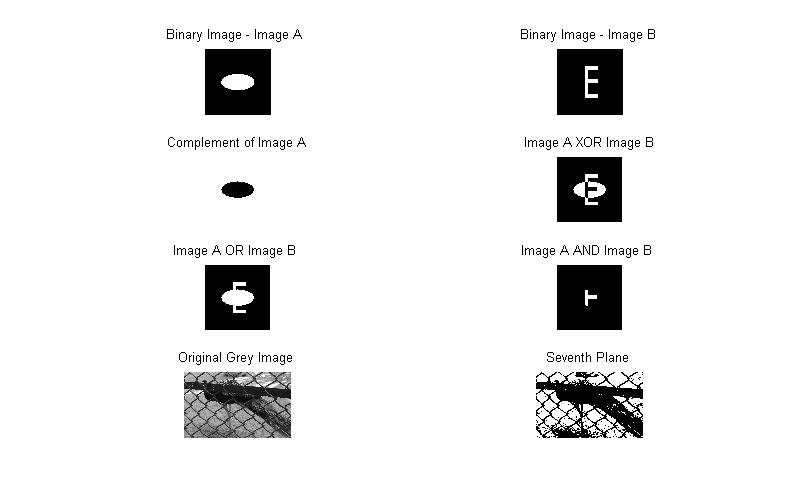 Binary Image - Image A
Binary Image - Image B
E
Complement of Image A
Image A XOR Image B
E
Image A OR Image B
E
Image A AND Image B
Original Grey Image
Seventh Plane